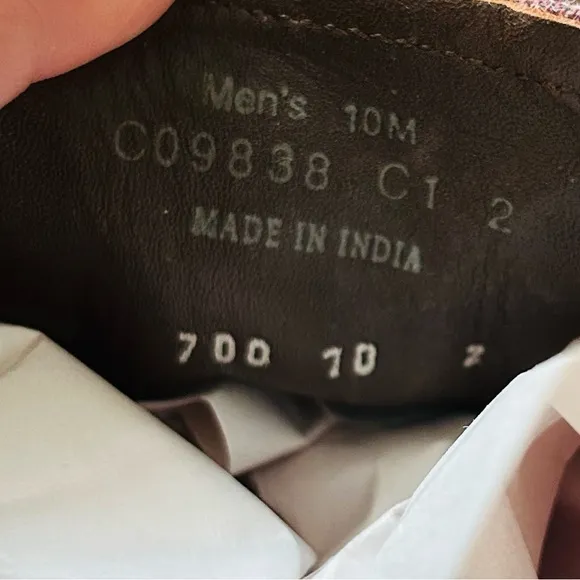 Men's 10M
C09838 C1 2
MADE IN INDIA
700 10 2